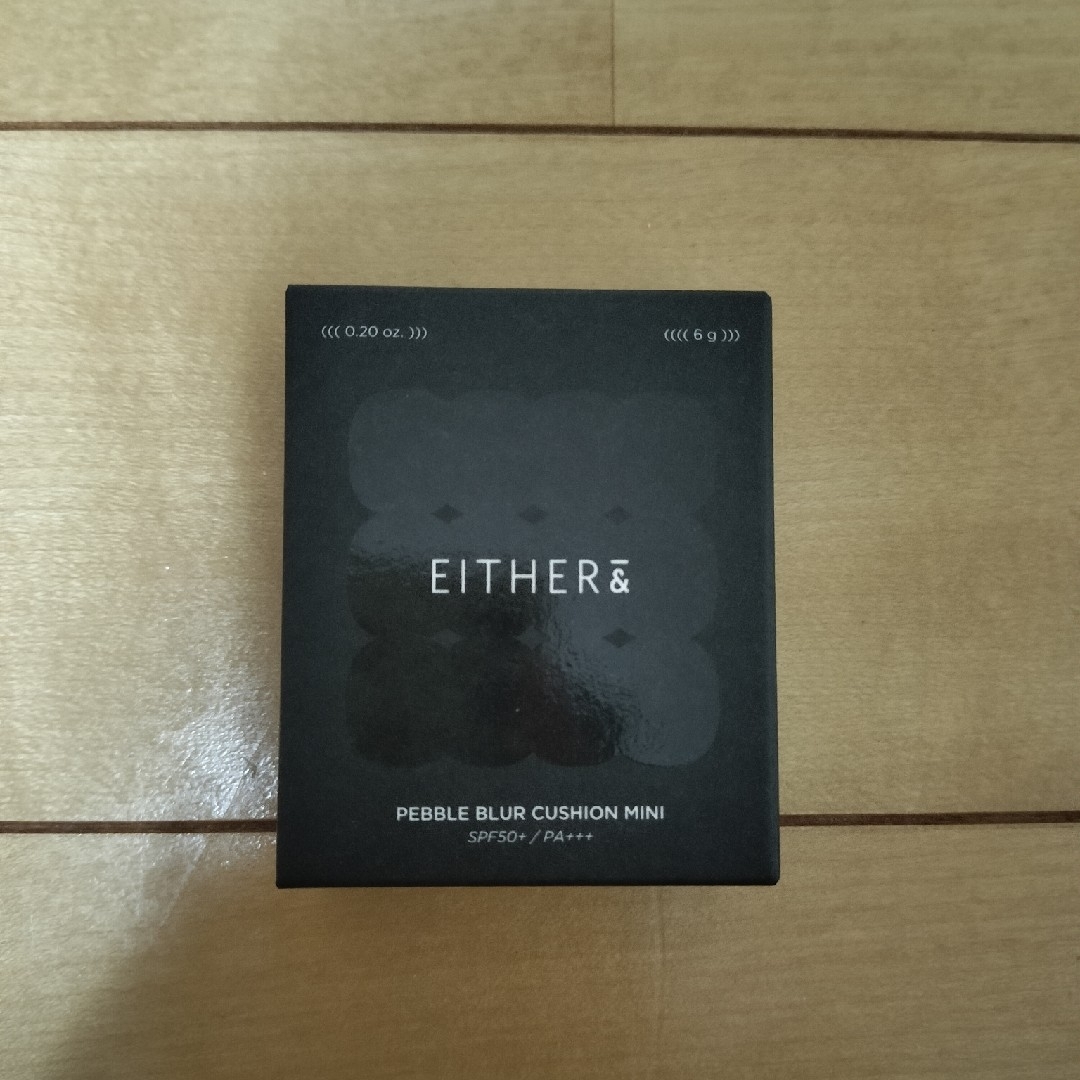 ((( 0.20 oz. )))
(((( 6 g )))
EITHER&
PEBBLE BLUR CUSHION MINI
SPF50+ / PA+++